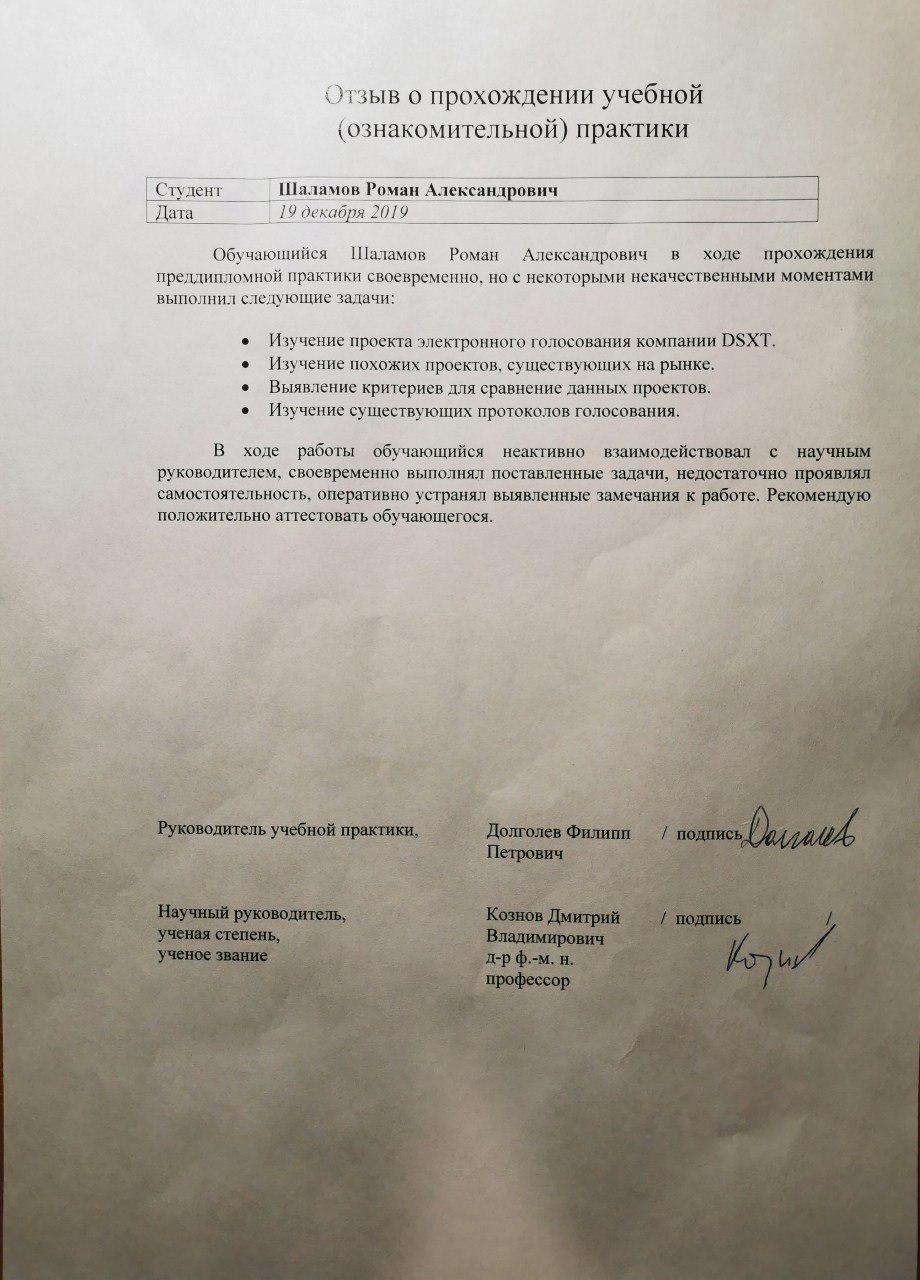 Отзыв о прохождении учебной
(ознакомительной) практики
Студент Шаламов Роман Александрович
Дата 19 декабря 2019
Обучающийся Шаламов Роман Александрович в ходе прохождения
преддипломной практики своевременно, но с некоторыми некачественными моментами
выполнил следующие задачи:
• Изучение проекта электронного голосования компании DSXT.
• Изучение похожих проектов, существующих на рынке.
• Выявление критериев для сравнение данных проектов.
• Изучение существующих протоколов голосования.
В ходе работы обучающийся неактивно взаимодействовал с научным
руководителем, своевременно выполнял поставленные задачи, недостаточно проявлял
самостоятельность, оперативно устранял выявленные замечания к работе. Рекомендую
положительно аттестовать обучающегося.
Руководитель учебной практики, Долголев Филипп / подпись
Петрович
Научный руководитель, Кознов Дмитрий / подпись /
ученая степень, Владимирович
ученое звание д-р ф.-м. н.
профессор